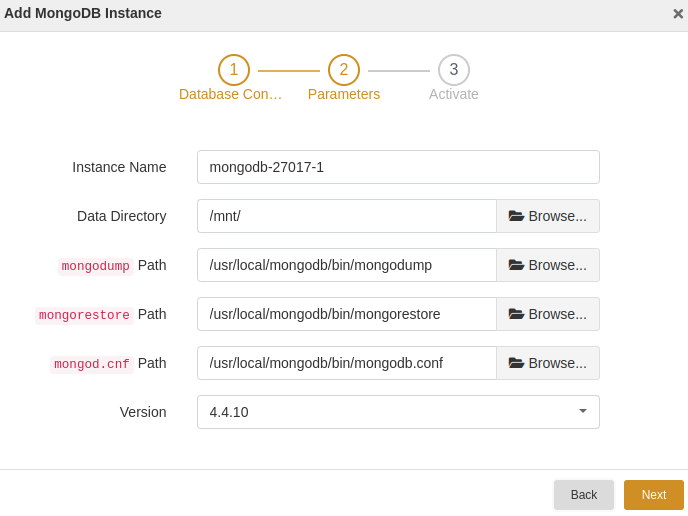 Add MongoDB Instance ×
1 2 3
Database Con… Parameters Activate
Instance Name mongodb-27017-1
Data Directory /mnt/ Browse...
mongodump Path /usr/local/mongodb/bin/mongodump Browse...
mongorestore Path /usr/local/mongodb/bin/mongorestore Browse...
mongod.cnf Path /usr/local/mongodb/bin/mongodb.conf Browse...
Version 4.4.10
Back Next